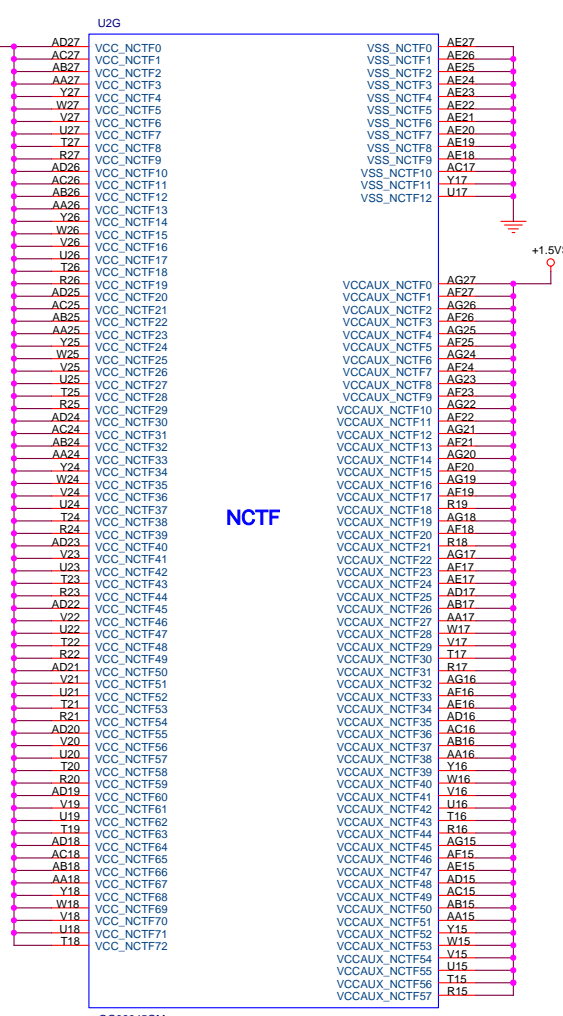 U2G
AD27 VCC_NCTF0
AC27 VCC_NCTF1
AB27 VCC_NCTF2
AA27 VCC_NCTF3
Y27 VCC_NCTF4
W27 VCC_NCTF5
V27 VCC_NCTF6
U27 VCC_NCTF7
T27 VCC_NCTF8
R27 VCC_NCTF9
AD26 VCC_NCTF10
AC26 VCC_NCTF11
AB26 VCC_NCTF12
AA26 VCC_NCTF13
Y26 VCC_NCTF14
W26 VCC_NCTF15
V26 VCC_NCTF16
U26 VCC_NCTF17
T26 VCC_NCTF18
R26 VCC_NCTF19
AD25 VCC_NCTF20
AC25 VCC_NCTF21
AB25 VCC_NCTF22
AA25 VCC_NCTF23
Y25 VCC_NCTF24
W25 VCC_NCTF25
V25 VCC_NCTF26
U25 VCC_NCTF27
T25 VCC_NCTF28
R25 VCC_NCTF29
AD24 VCC_NCTF30
AC24 VCC_NCTF31
AB24 VCC_NCTF32
AA24 VCC_NCTF33
Y24 VCC_NCTF34
W24 VCC_NCTF35
V24 VCC_NCTF36
U24 VCC_NCTF37
T24 VCC_NCTF38
R24 VCC_NCTF39
AD23 VCC_NCTF40
V23 VCC_NCTF41
U23 VCC_NCTF42
T23 VCC_NCTF43
R23 VCC_NCTF44
AD22 VCC_NCTF45
V22 VCC_NCTF46
U22 VCC_NCTF47
T22 VCC_NCTF48
R22 VCC_NCTF49
AD21 VCC_NCTF50
V21 VCC_NCTF51
U21 VCC_NCTF52
T21 VCC_NCTF53
R21 VCC_NCTF54
AD20 VCC_NCTF55
V20 VCC_NCTF56
U20 VCC_NCTF57
T20 VCC_NCTF58
R20 VCC_NCTF59
AD19 VCC_NCTF60
V19 VCC_NCTF61
U19 VCC_NCTF62
T19 VCC_NCTF63
AD18 VCC_NCTF64
AC18 VCC_NCTF65
AB18 VCC_NCTF66
AA18 VCC_NCTF67
Y18 VCC_NCTF68
W18 VCC_NCTF69
V18 VCC_NCTF70
U18 VCC_NCTF71
T18 VCC_NCTF72
NCTF
VSS_NCTF0 AE27
VSS_NCTF1 AE26
VSS_NCTF2 AE25
VSS_NCTF3 AE24
VSS_NCTF4 AE23
VSS_NCTF5 AE22
VSS_NCTF6 AE21
VSS_NCTF7 AE20
VSS_NCTF8 AE19
VSS_NCTF9 AE18
VSS_NCTF10 AC17
VSS_NCTF11 Y17
VSS_NCTF12 U17
VCCAUX_NCTF0 AG27
VCCAUX_NCTF1 AF27
VCCAUX_NCTF2 AG26
VCCAUX_NCTF3 AF26
VCCAUX_NCTF4 AG25
VCCAUX_NCTF5 AF25
VCCAUX_NCTF6 AG24
VCCAUX_NCTF7 AF24
VCCAUX_NCTF8 AG23
VCCAUX_NCTF9 AF23
VCCAUX_NCTF10 AG22
VCCAUX_NCTF11 AF22
VCCAUX_NCTF12 AG21
VCCAUX_NCTF13 AF21
VCCAUX_NCTF14 AG20
VCCAUX_NCTF15 AF20
VCCAUX_NCTF16 AG19
VCCAUX_NCTF17 AF19
VCCAUX_NCTF18 R19
VCCAUX_NCTF19 AG18
VCCAUX_NCTF20 AF18
VCCAUX_NCTF21 R18
VCCAUX_NCTF22 AG17
VCCAUX_NCTF23 AF17
VCCAUX_NCTF24 AE17
VCCAUX_NCTF25 AD17
VCCAUX_NCTF26 AB17
VCCAUX_NCTF27 AA17
VCCAUX_NCTF28 W17
VCCAUX_NCTF29 V17
VCCAUX_NCTF30 T17
VCCAUX_NCTF31 R17
VCCAUX_NCTF32 AG16
VCCAUX_NCTF33 AF16
VCCAUX_NCTF34 AE16
VCCAUX_NCTF35 AD16
VCCAUX_NCTF36 AC16
VCCAUX_NCTF37 AB16
VCCAUX_NCTF38 AA16
VCCAUX_NCTF39 Y16
VCCAUX_NCTF40 W16
VCCAUX_NCTF41 V16
VCCAUX_NCTF42 U16
VCCAUX_NCTF43 T16
VCCAUX_NCTF44 R16
VCCAUX_NCTF45 AG15
VCCAUX_NCTF46 AF15
VCCAUX_NCTF47 AE15
VCCAUX_NCTF48 AD15
VCCAUX_NCTF49 AC15
VCCAUX_NCTF50 AB15
VCCAUX_NCTF51 AA15
VCCAUX_NCTF52 Y15
VCCAUX_NCTF53 W15
VCCAUX_NCTF54 V15
VCCAUX_NCTF55 U15
VCCAUX_NCTF56 T15
VCCAUX_NCTF57 R15